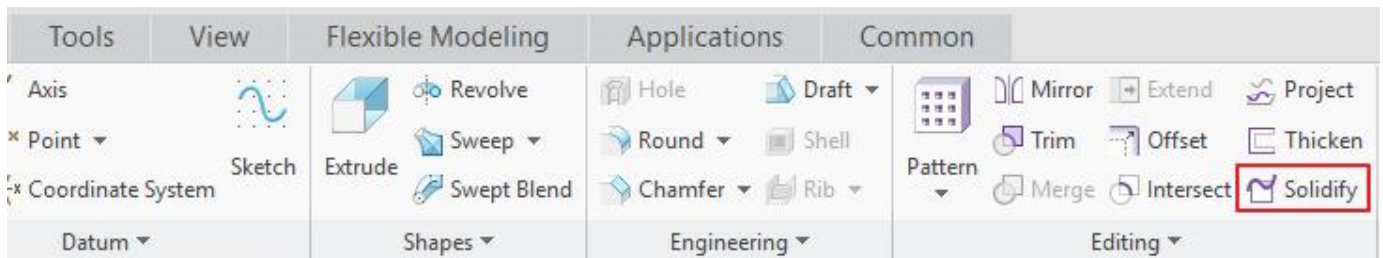 Tools View Flexible Modeling Applications Common
Axis Revolve Hole Draft Mirror Extend Project
Point Sweep Round Shell Trim Offset Thicken
Sketch Extrude Pattern
Coordinate System Swept Blend Chamfer Rib Merge Intersect Solidify
Datum Shapes Engineering Editing